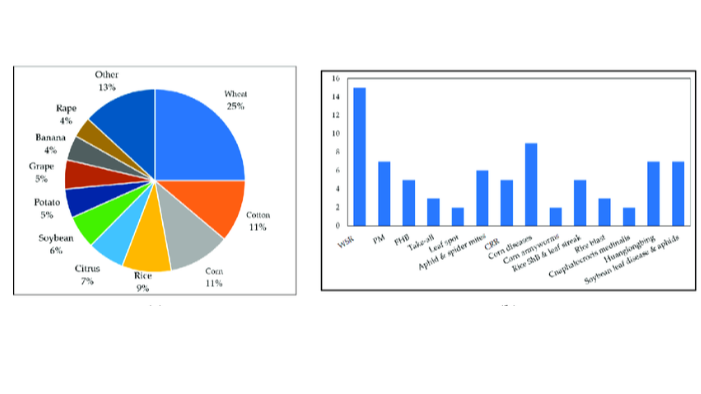 Other
13%
Wheat
25%
Rape
4%
Banana
4%
Grape
5%
Potato
5%
Soybean
6%
Citrus
7%
Rice
9%
Corn
11%
Cotton
11%
16
14
12
10
8
6
4
2
0
WSR
PM
FHB
Take-all
Leaf spot
Aphid & spider mites
CRR
Corn diseases
Corn armyworms
Rice ShB & leaf streak
Rice blast
Cnephalocrocis medinalis
Huanglongbing
Soybean leaf disease & aphids